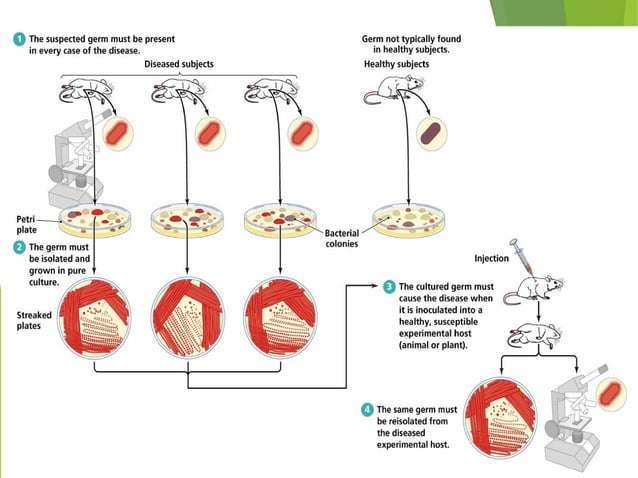 1 The suspected germ must be present
in every case of the disease.
Germ not typically found
in healthy subjects.
Diseased subjects
Healthy subjects
Petri
plate
Bacterial
colonies
2 The germ must
be isolated and
grown in pure
culture.
Streaked
plates
Injection
3 The cultured germ must
cause the disease when
it is inoculated into a
healthy, susceptible
experimental host
(animal or plant).
4 The same germ must
be reisolated from
the diseased
experimental host.